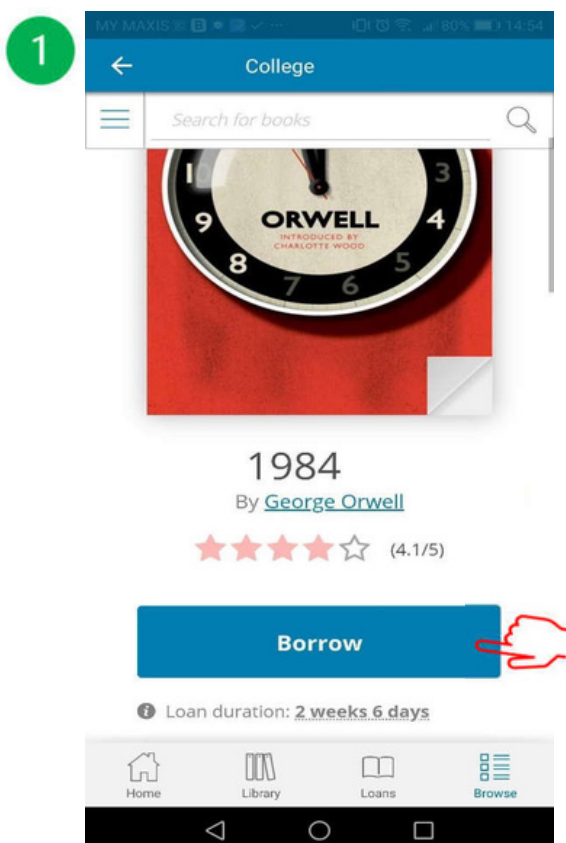 1
MY MAXIS 80% 14:54
College
Search for books
10 3
9 ORWELL 4
INTRODUCED BY
CHARLOTTE WOOD
8 5
7 6
1984
By George Orwell
(4.1/5)
Borrow
Loan duration: 2 weeks 6 days
Home Library Loans Browse